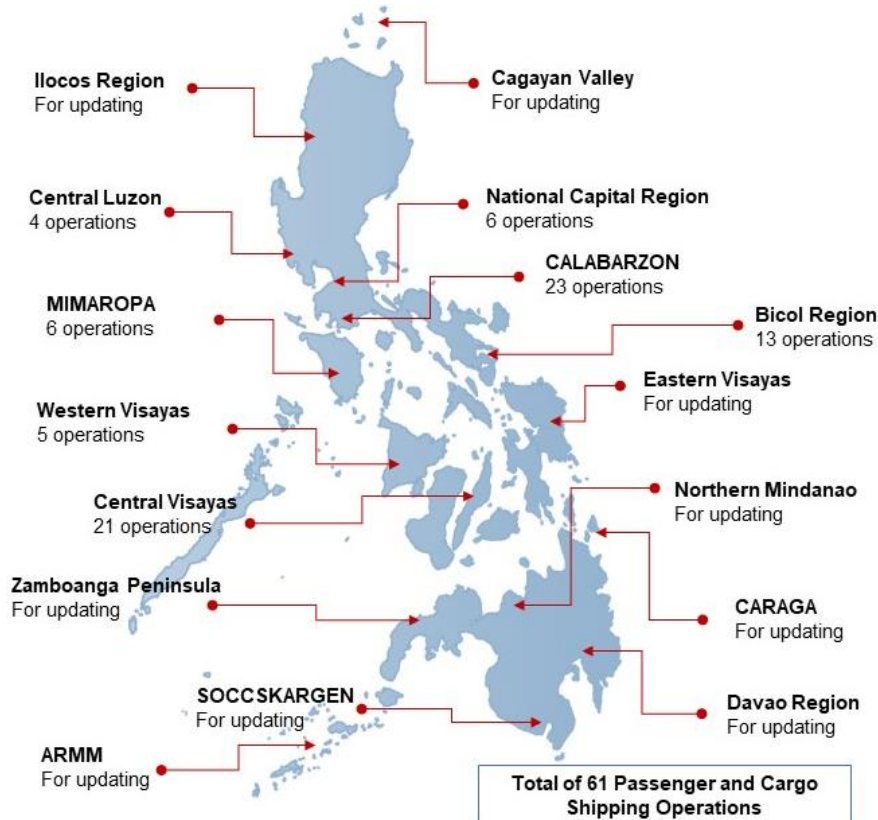 Ilocos Region
For updating
Cagayan Valley
For updating
Central Luzon
4 operations
National Capital Region
6 operations
CALABARZON
23 operations
MIMAROPA
6 operations
Bicol Region
13 operations
Eastern Visayas
For updating
Western Visayas
5 operations
Northern Mindanao
For updating
Central Visayas
21 operations
Zamboanga Peninsula
For updating
CARAGA
For updating
SOCCSKARGEN
For updating
Davao Region
For updating
ARMM
For updating
Total of 61 Passenger and Cargo
Shipping Operations